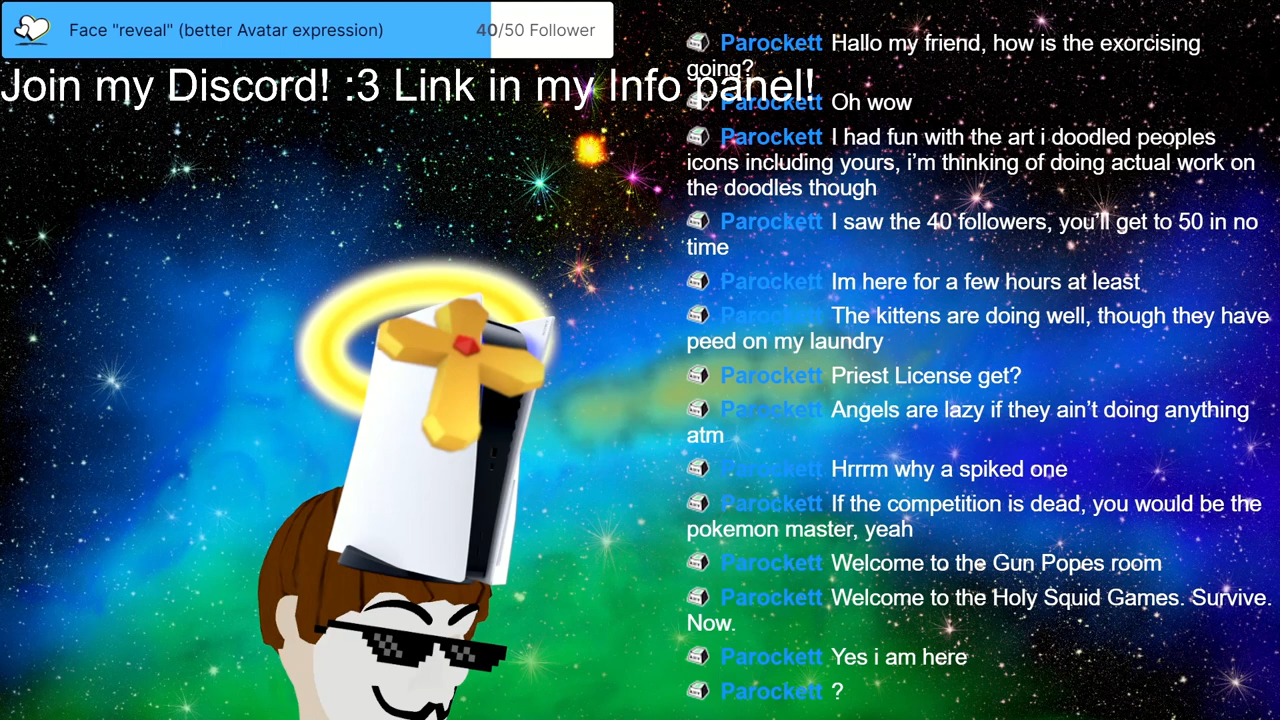 Face "reveal" (better Avatar expression)
40/50 Follower
Join my Discord! :3 Link in my Info panel!
Parockett Hallo my friend, how is the exorcising
going?
Parockett Oh wow
Parockett I had fun with the art i doodled peoples
icons including yours, i'm thinking of doing actual work on
the doodles though
Parockett I saw the 40 followers, you'll get to 50 in no
time
Parockett Im here for a few hours at least
Parockett The kittens are doing well, though they have
peed on my laundry
Parockett Priest License get?
Parockett Angels are lazy if they ain't doing anything
atm
Parockett Hrrrm why a spiked one
Parockett If the competition is dead, you would be the
pokemon master, yeah
Parockett Welcome to the Gun Popes room
Parockett Welcome to the Holy Squid Games. Survive.
Now.
Parockett Yes i am here
Parockett ?